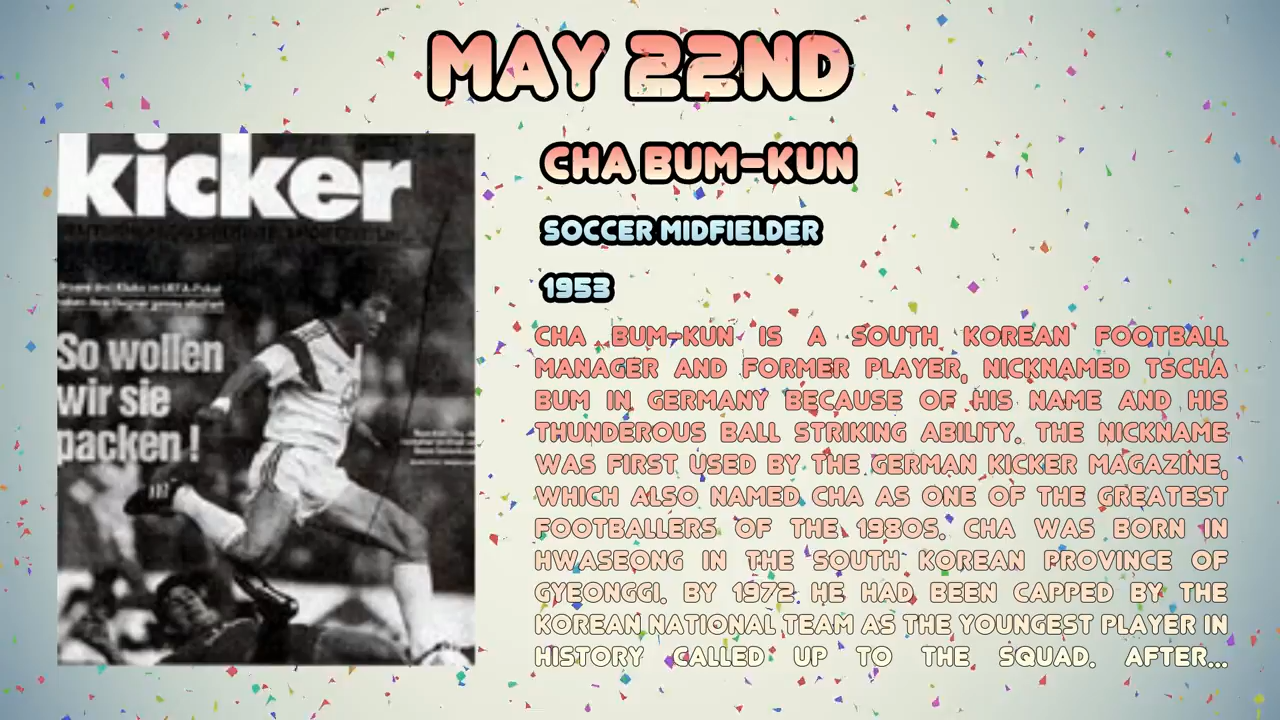 MAY 22ND
kicker
So wollen
wir sie
packen!
CHA BUM-KUN
SOCCER MIDFIELDER
1953
CHA BUM-KUN IS A SOUTH KOREAN FOOTBALL
MANAGER AND FORMER PLAYER, NICKNAMED TSCHA
BUM IN GERMANY BECAUSE OF HIS NAME AND HIS
THUNDEROUS BALL STRIKING ABILITY. THE NICKNAME
WAS FIRST USED BY THE GERMAN KICKER MAGAZINE,
WHICH ALSO NAMED CHA AS ONE OF THE GREATEST
FOOTBALLERS OF THE 1980S. CHA WAS BORN IN
HWASEONG IN THE SOUTH KOREAN PROVINCE OF
GYEONGGI. BY 1972 HE HAD BEEN CAPPED BY THE
KOREAN NATIONAL TEAM AS THE YOUNGEST PLAYER IN
HISTORY CALLED UP TO THE SQUAD. AFTER...